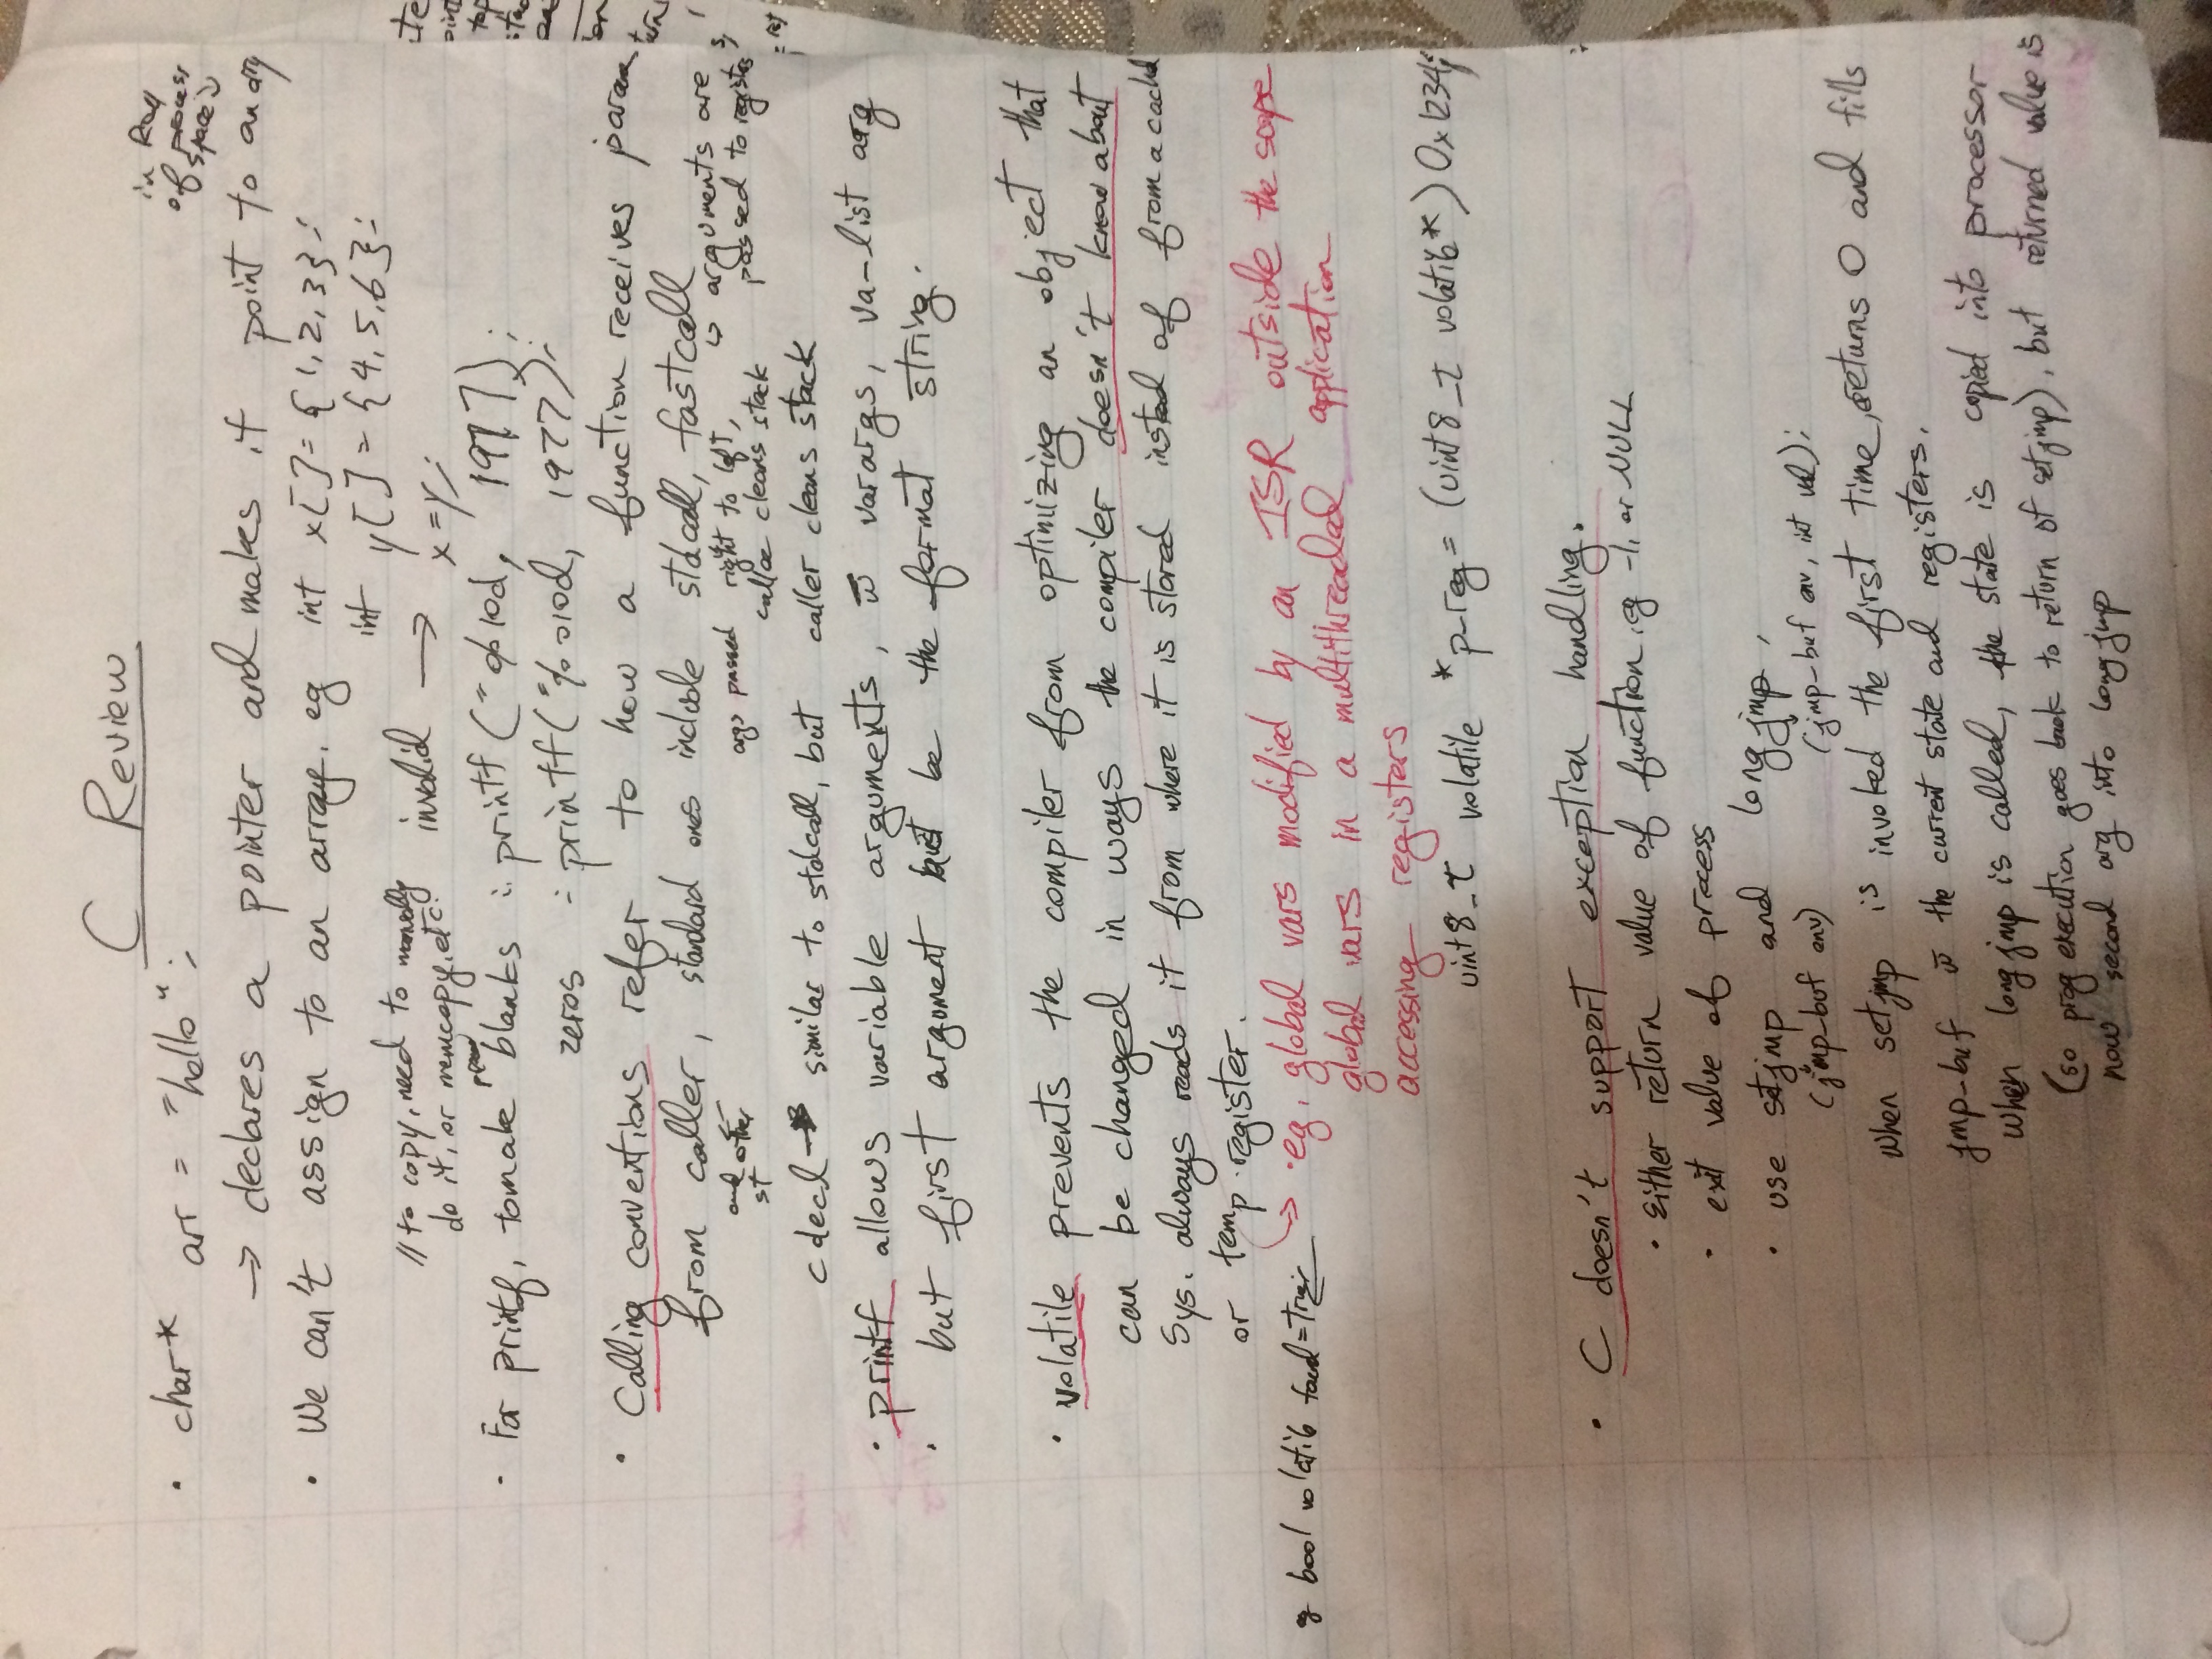 C Review
· char* arr = "hello";
in ROM
of process
space
→ declares a pointer and makes it point to an arry
· We can't assign to an array. eg int x[] = {1,2,3};
int y[] = {4,5,6};
// to copy, need to manually
do it, or memcopy, etc.
invalid → x = y;
· For printf, to make blanks : printf("%10d, 1977);
zeros : printf("%010d, 1977);
· Calling conventions refer to how a function receives param
from caller, standard ones include stdcall, fastcall
and other
st
args passed right to left,
callee cleans stack
↳ arguments are
passed to registers
cdecl → similar to stdcall, but caller cleans stack
· printf allows variable arguments, w varargs, va-list arg
· but first argument must be the format string.
· volatile prevents the compiler from optimizing an object that
can be changed in ways the compiler doesn't know about
Sys. always reads it from where it is stored instead of from a cached
or temp register.
bool volatile found = True;
→ · eg, global vars modified by an ISR outside the scope
global vars in a multithreaded application
accessing registers
uint8_t volatile *p-reg = (uint8_t volatile*) 0x1234;
· C doesn't support exception handling.
· Either return value of function, eg -1, or NULL
· exit value of process
· use setjmp and longjmp,
(jmp-buf env) (jmp-buf env, int val);
when setjmp is invoked the first time, returns 0 and fills
jmp-buf w the current state and registers.
when longjmp is called, the state is copied into processor
(so prog execution goes back to return of setjmp), but returned value is
now second arg into longjmp